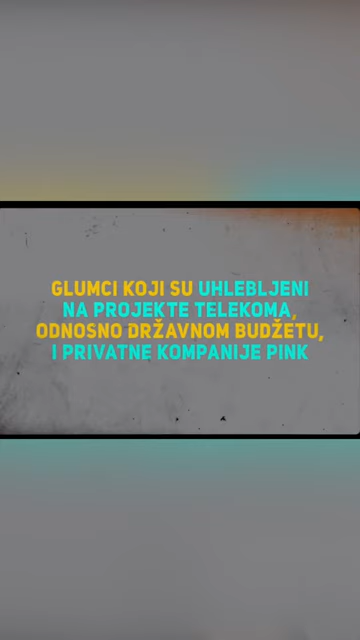 GLUMCI KOJI SU UHLEBLJENI
NA PROJEKTE TELEKOMA,
ODNOSNO DRŽAVNOM BUDŽETU,
I PRIVATNE KOMPANIJE PINK